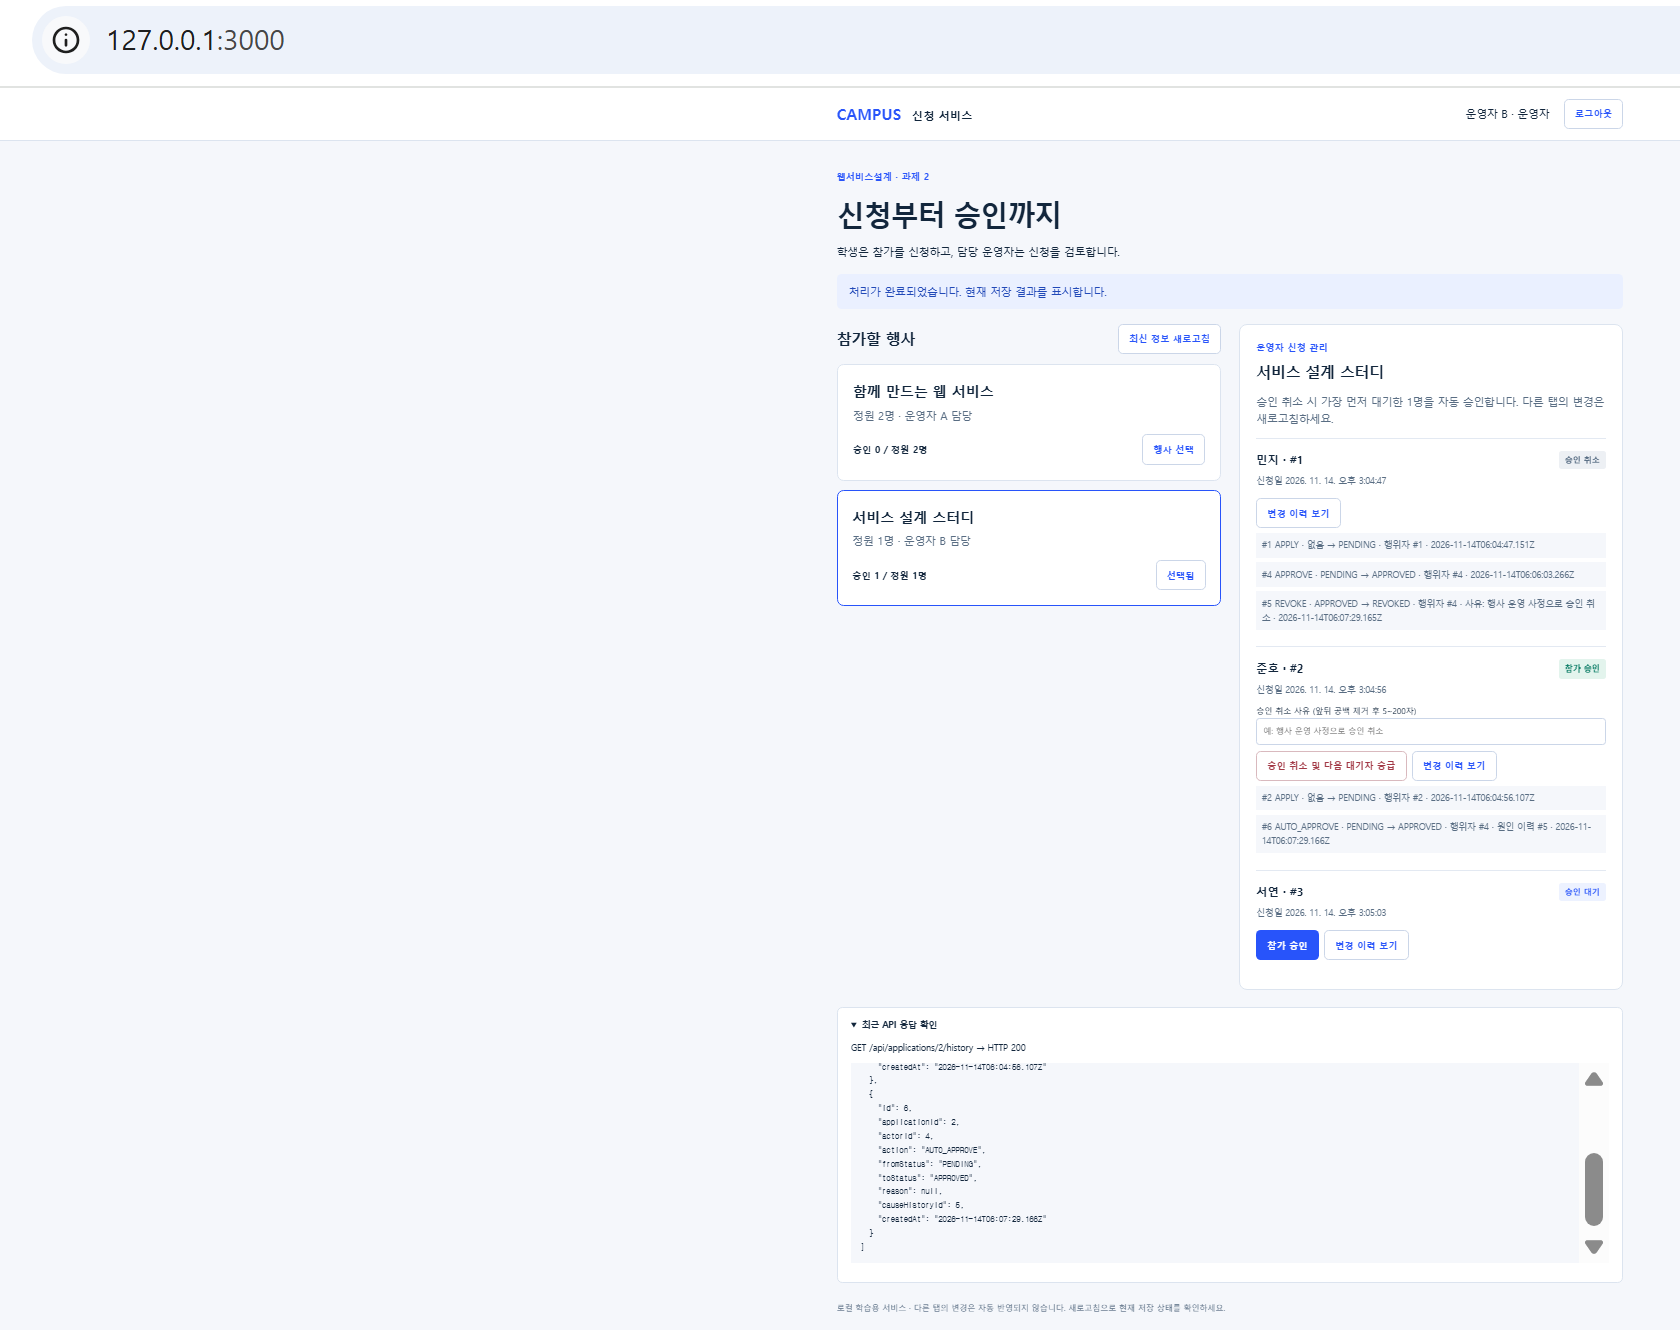 127.0.0.1:3000
CAMPUS 신청 서비스
운영자 B · 운영자
로그아웃
웹서비스설계 · 과제 2
신청부터 승인까지
학생은 참가를 신청하고, 담당 운영자는 신청을 검토합니다.
처리가 완료되었습니다. 현재 저장 결과를 표시합니다.
참가할 행사
최신 정보 새로고침
함께 만드는 웹 서비스
정원 2명 · 운영자 A 담당
승인 0 / 정원 2명
행사 선택
서비스 설계 스터디
정원 1명 · 운영자 B 담당
승인 1 / 정원 1명
선택됨
운영자 신청 관리
서비스 설계 스터디
승인 취소 시 가장 먼저 대기한 1명을 자동 승인합니다. 다른 탭의 변경은
새로고침하세요.
민지 · #1
승인 취소
신청일 2026. 11. 14. 오후 3:04:47
변경 이력 보기
#1 APPLY · 없음 → PENDING · 행위자 #1 · 2026-11-14T06:04:47.151Z
#4 APPROVE · PENDING → APPROVED · 행위자 #4 · 2026-11-14T06:06:03.266Z
#5 REVOKE · APPROVED → REVOKED · 행위자 #4 · 사유: 행사 운영 사정으로 승인 취
소 · 2026-11-14T06:07:29.165Z
준호 · #2
참가 승인
신청일 2026. 11. 14. 오후 3:04:56
승인 취소 사유 (앞뒤 공백 제거 후 5~200자)
예: 행사 운영 사정으로 승인 취소
승인 취소 및 다음 대기자 승급
변경 이력 보기
#2 APPLY · 없음 → PENDING · 행위자 #2 · 2026-11-14T06:04:56.107Z
#6 AUTO_APPROVE · PENDING → APPROVED · 행위자 #4 · 원인 이력 #5 · 2026-11-
14T06:07:29.166Z
서연 · #3
승인 대기
신청일 2026. 11. 14. 오후 3:05:03
참가 승인
변경 이력 보기
▼ 최근 API 응답 확인
GET /api/applications/2/history → HTTP 200
"createdAt": "2026-11-14T06:04:56.107Z"
},
{
"id": 6,
"applicationId": 2,
"actorId": 4,
"action": "AUTO_APPROVE",
"fromStatus": "PENDING",
"toStatus": "APPROVED",
"reason": null,
"causeHistoryId": 5,
"createdAt": "2026-11-14T06:07:29.166Z"
}
]
로컬 학습용 서비스 · 다른 탭의 변경은 자동 반영되지 않습니다. 새로고침으로 현재 저장 상태를 확인하세요.